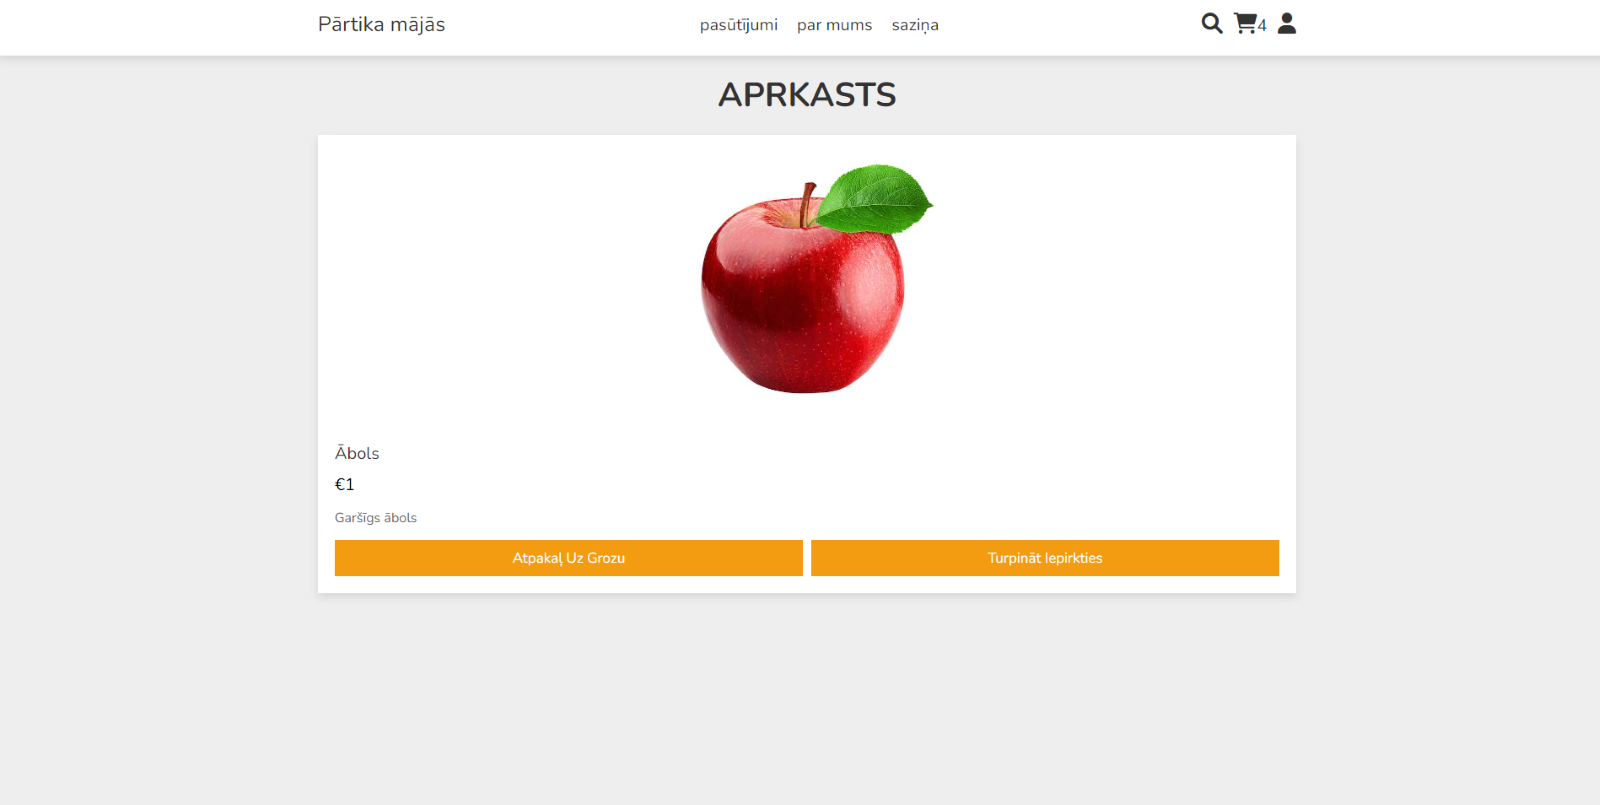 Pārtika mājās
pasūtījumi par mums saziņa
4
APRKASTS
Ābols
€1
Garšīgs ābols
Atpakaļ Uz Grozu
Turpināt Iepirkties